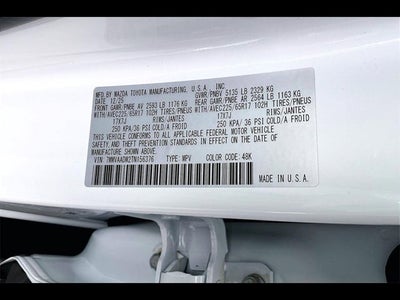 MFD. BY MAZDA TOYOTA MANUFACTURING, U.S.A. INC.
12/25 GVWR/PNBV 5135 LB 2329 KG
FRONT GAWR/PNBE AV 2593 LB 1176 KG REAR GAWR/PNBE AR 2564 LB 1163 KG
WITH/AVEC225/65R17 102H TIRES/PNEUS WITH/AVEC225/65R17 102H TIRES/PNEUS
17X7J RIMS/JANTES 17X7J RIMS/JANTES
250 KPA/36 PSI COLD/A FROID 250 KPA/36 PSI COLD/A FROID
THIS VEHICLE CONFORMS TO ALL APPLICABLE FEDERAL MOTOR VEHICLE
SAFETY, BUMPER, AND THEFT PREVENTION STANDARDS IN EFFECT ON THE DATE OF
MANUFACTURE SHOWN ABOVE.
VIN: TYPE: MPV COLOR CODE: 48K
MADE IN U.S.A.